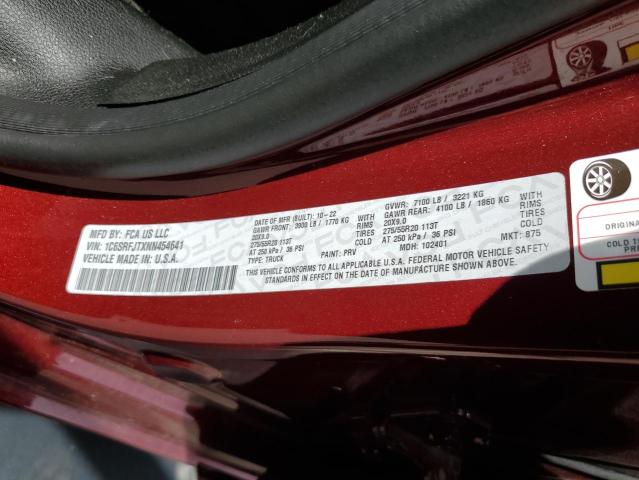 MFD BY: FCA US LLC
VIN: 1C6SRFJTXNN454641
VEHICLE MADE IN: U.S.A.
DATE OF MFR (BUILT): 10-22
GAWR FRONT: 3900 LB / 1770 KG
20X9.0 RIMS
275/55R20 113T TIRES
AT 250 kPa / 36 PSI COLD
TYPE: TRUCK
PAINT: PRV
GVWR: 7100 LB / 3221 KG
GAWR REAR: 4100 LB / 1860 KG
20X9.0 RIMS
275/55R20 113T TIRES
AT 250 kPa / 36 PSI COLD
MDH: 102401
MKT: 875
THIS VEHICLE CONFORMS TO ALL APPLICABLE U.S.A. FEDERAL MOTOR VEHICLE SAFETY
STANDARDS IN EFFECT ON THE DATE OF MANUFACTURE SHOWN ABOVE.
ORIGINA
COLD